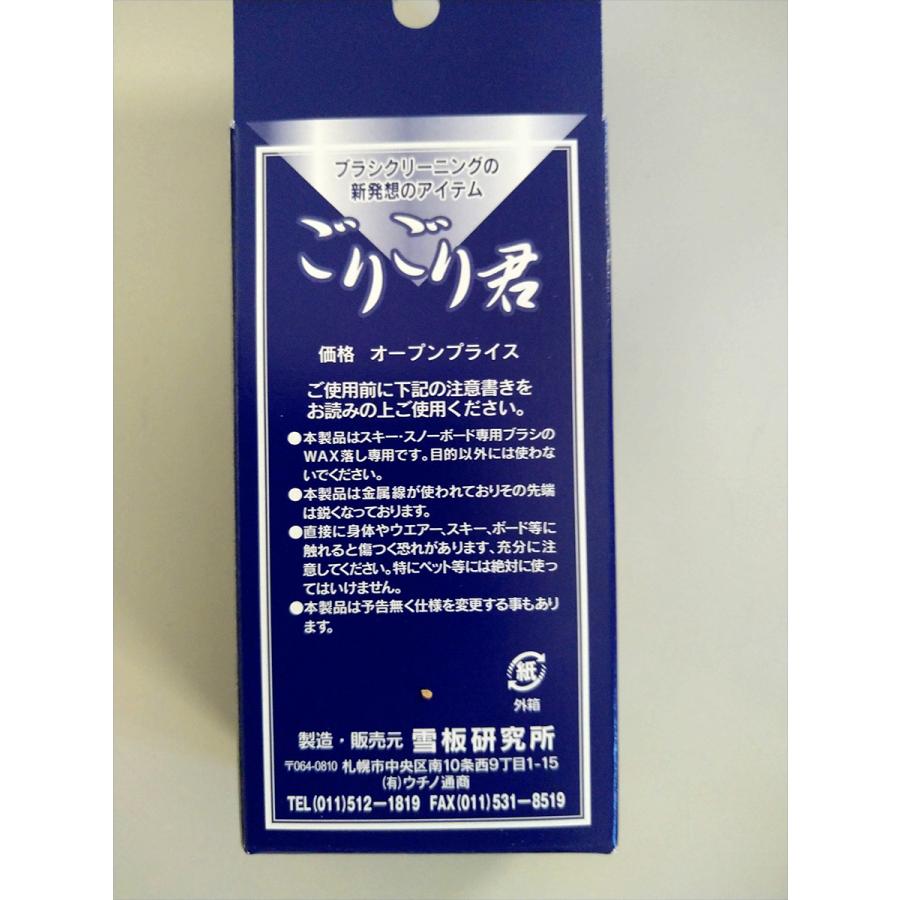 ブラシクリーニングの
新発想のアイテム
ごりごり君
価格 オープンプライス
ご使用前に下記の注意書きを
お読みの上ご使用ください。
●本製品はスキー・スノーボード専用ブラシの
WAX落し専用です。目的以外には使わな
いでください。
●本製品は金属線が使われておりその先端
は鋭くなっております。
●直接に身体やウエアー、スキー、ボード等に
触れると傷つく恐れがあります、充分に注
意してください。特にペット等には絶対に使っ
てはいけません。
●本製品は予告無く仕様を変更する事もあり
ます。
紙
外箱
製造・販売元 雪板研究所
〒064-0810 札幌市中央区南10条西9丁目1-15
(有)ウチノ通商
TEL(011)512-1819 FAX(011)531-8519